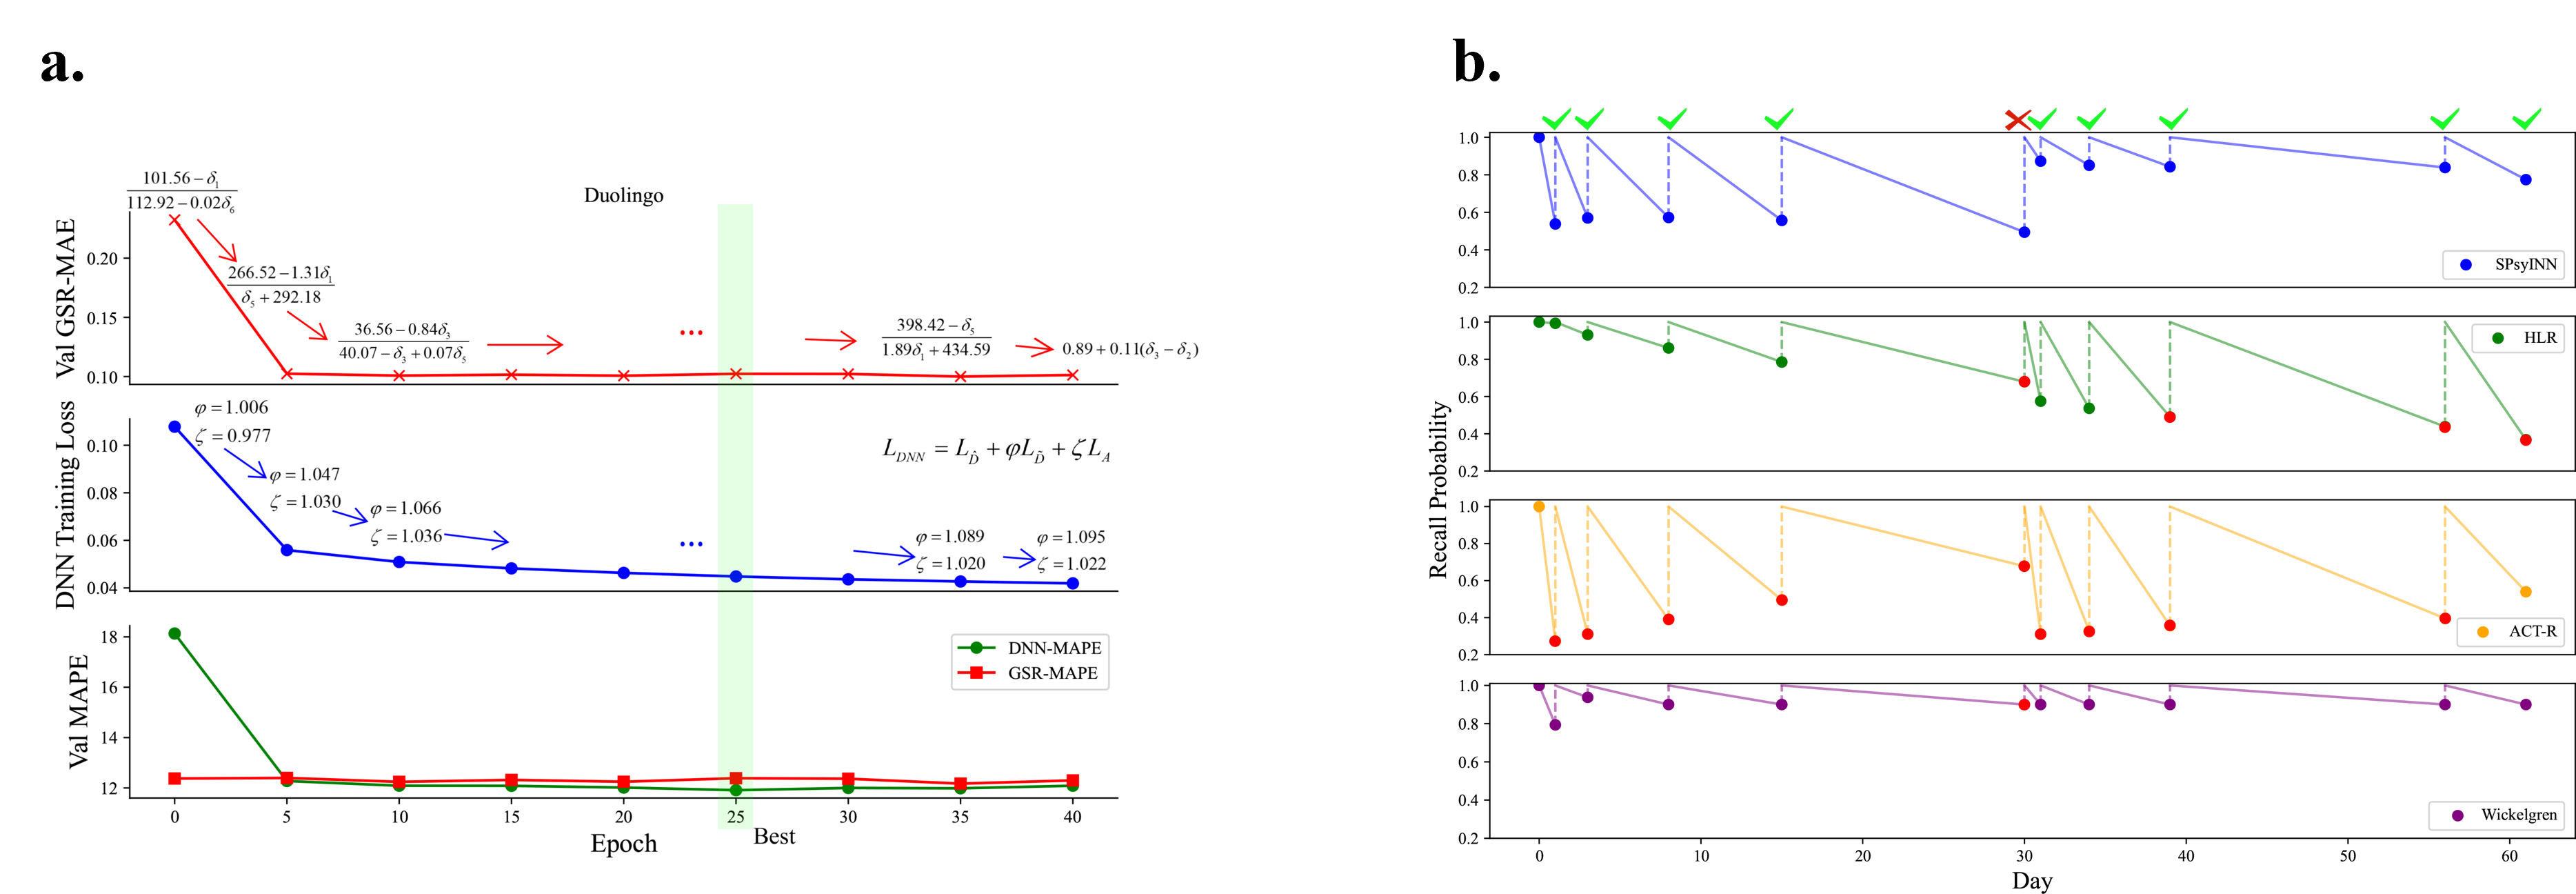 a.
Duolingo
Val GSR-MAE
0.20
0.15
0.10
101.56 − δ₁
112.92 − 0.02δ₆
266.52 − 1.31δ₁
δ₅ + 292.18
36.56 − 0.84δ₃
40.07 − δ₃ + 0.07δ₅
...
398.42 − δ₅
1.89δ₁ + 434.59
0.89 + 0.11(δ₃ − δ₂)
DNN Training Loss
0.10
0.08
0.06
0.04
φ = 1.006
ζ = 0.977
φ = 1.047
ζ = 1.030
φ = 1.066
ζ = 1.036
...
φ = 1.089
ζ = 1.020
φ = 1.095
ζ = 1.022
L_DNN = L_D̂ + φL_D̃ + ζL_A
Val MAPE
18
16
14
12
DNN-MAPE
GSR-MAPE
0 5 10 15 20 25 30 35 40
Epoch
Best
b.
Recall Probability
1.0
0.8
0.6
0.4
0.2
SPsyINN
1.0
0.8
0.6
0.4
0.2
HLR
1.0
0.8
0.6
0.4
0.2
ACT-R
1.0
0.8
0.6
0.4
0.2
Wickelgren
0 10 20 30 40 50 60
Day